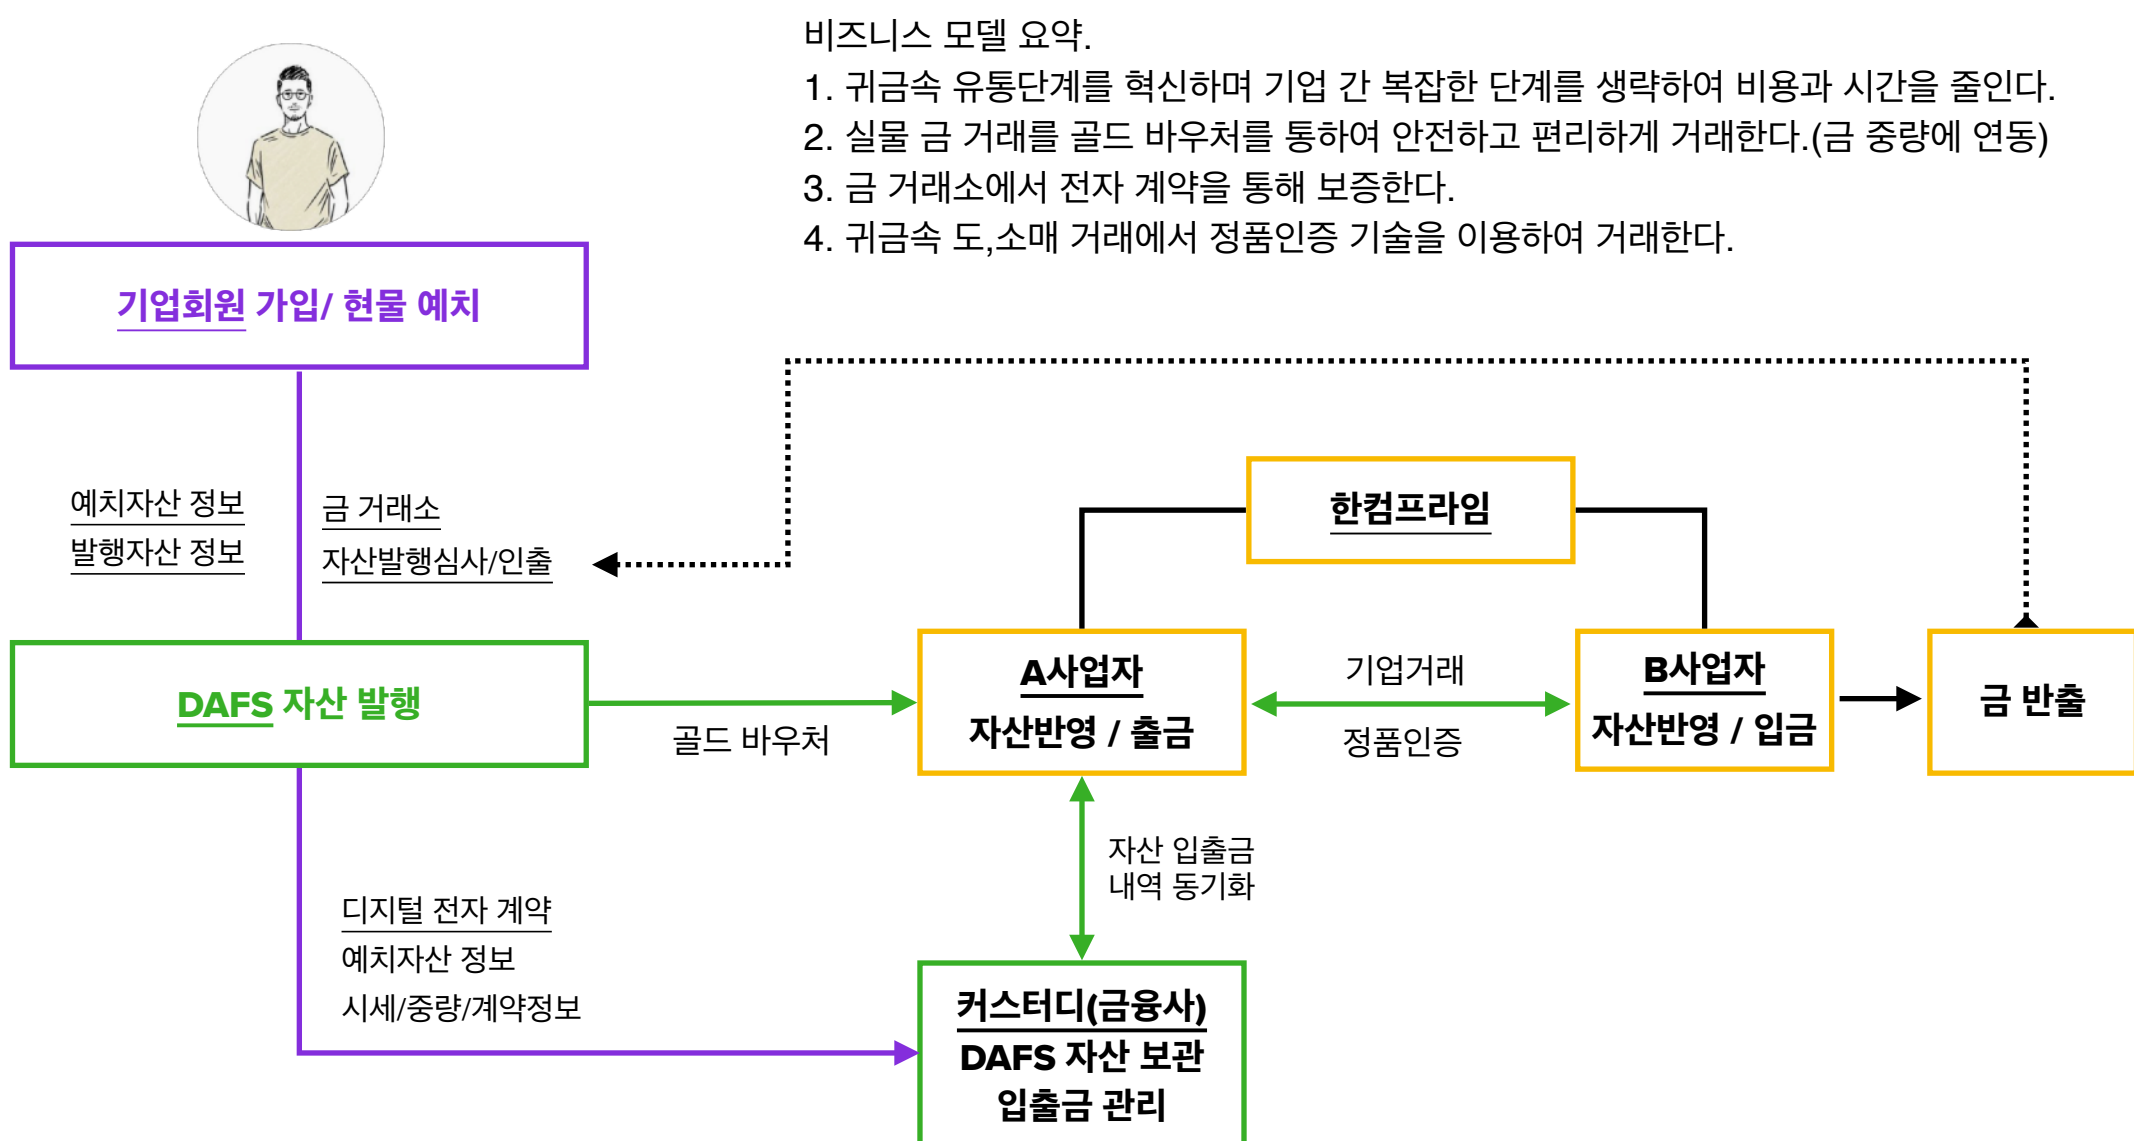 비즈니스 모델 요약.
1. 귀금속 유통단계를 혁신하며 기업 간 복잡한 단계를 생략하여 비용과 시간을 줄인다.
2. 실물 금 거래를 골드 바우처를 통하여 안전하고 편리하게 거래한다.(금 중량에 연동)
3. 금 거래소에서 전자 계약을 통해 보증한다.
4. 귀금속 도,소매 거래에서 정품인증 기술을 이용하여 거래한다.
기업회원 가입/ 현물 예치
예치자산 정보
발행자산 정보
금 거래소
자산발행심사/인출
한컴프라임
DAFS 자산 발행
골드 바우처
A사업자
자산반영 / 출금
기업거래
정품인증
B사업자
자산반영 / 입금
금 반출
자산 입출금
내역 동기화
디지털 전자 계약
예치자산 정보
시세/중량/계약정보
커스터디(금융사)
DAFS 자산 보관
입출금 관리